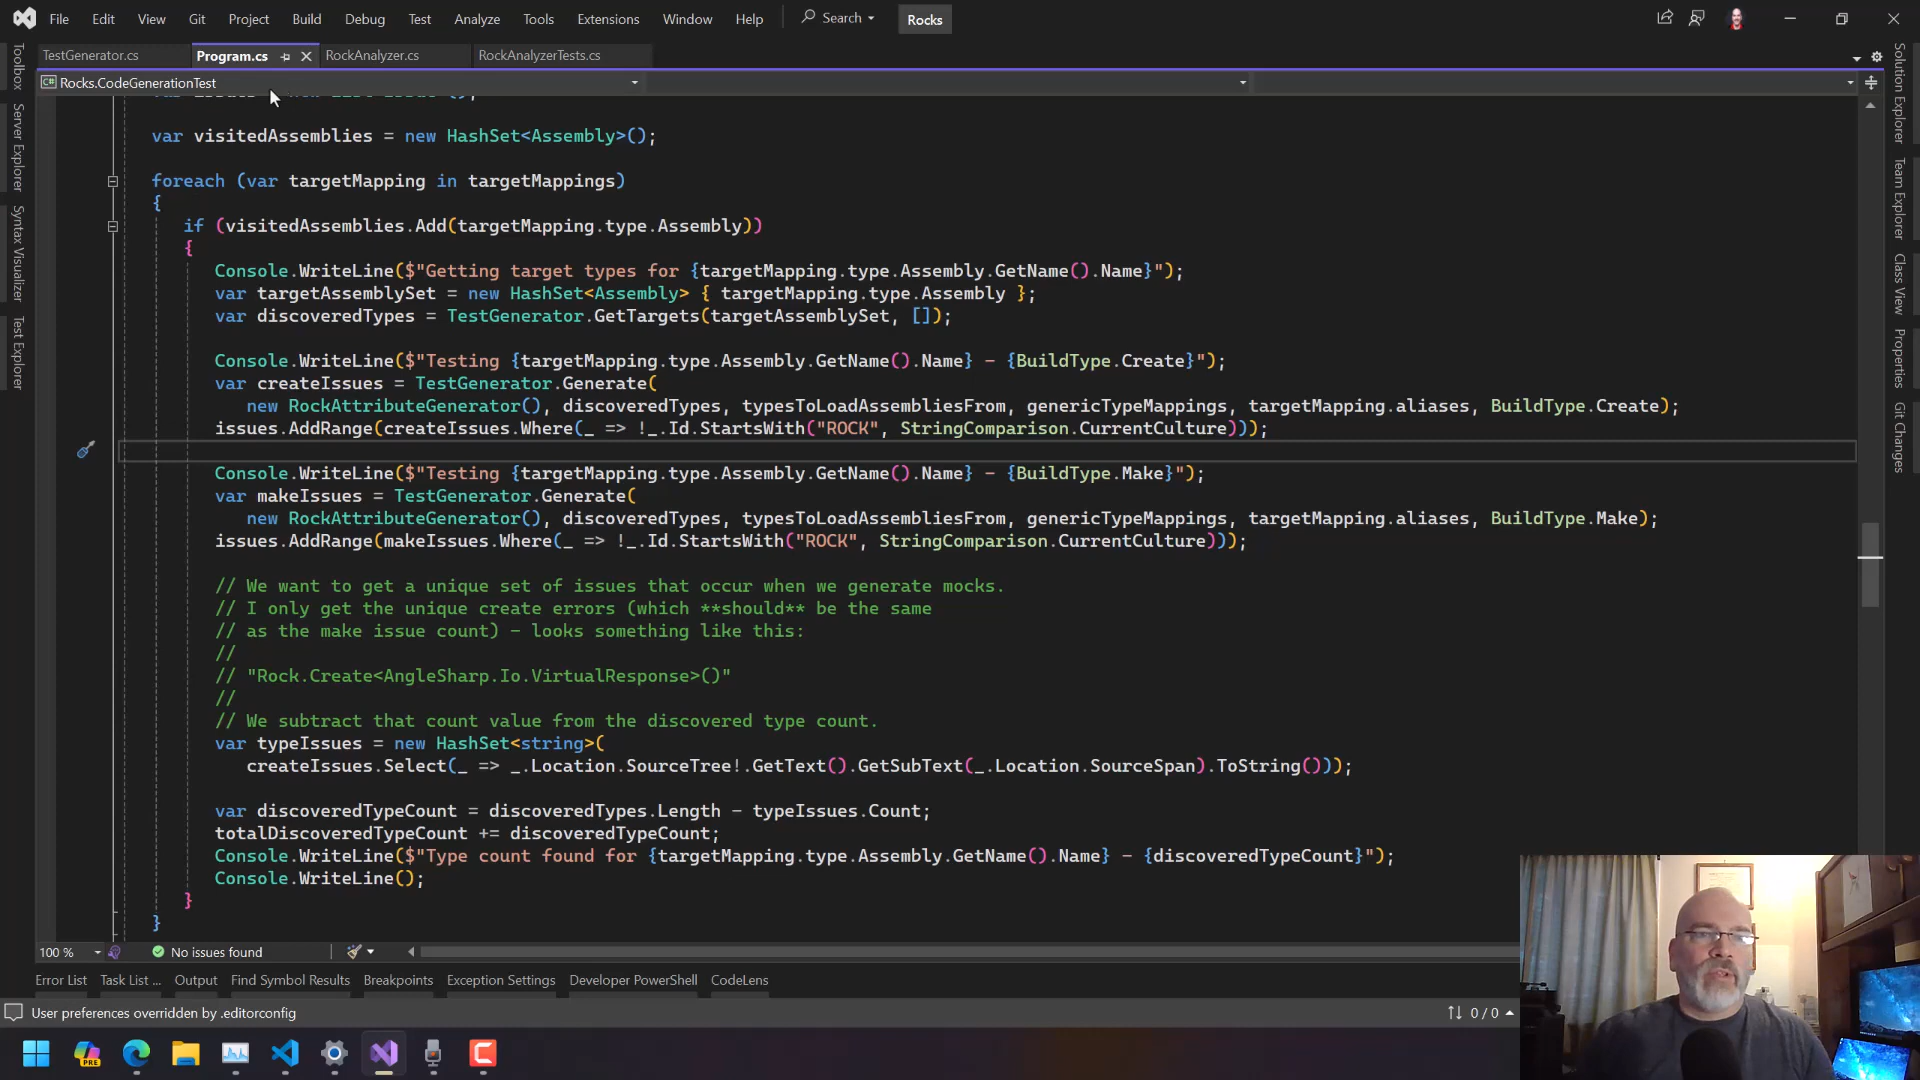 File Edit View Git Project Build Debug Test Analyze Tools Extensions Window Help Search Rocks
TestGenerator.cs Program.cs RockAnalyzer.cs RockAnalyzerTests.cs
C# Rocks.CodeGenerationTest
var visitedAssemblies = new HashSet<Assembly>();
foreach (var targetMapping in targetMappings)
{
if (visitedAssemblies.Add(targetMapping.type.Assembly))
{
Console.WriteLine($"Getting target types for {targetMapping.type.Assembly.GetName().Name}");
var targetAssemblySet = new HashSet<Assembly> { targetMapping.type.Assembly };
var discoveredTypes = TestGenerator.GetTargets(targetAssemblySet, []);
Console.WriteLine($"Testing {targetMapping.type.Assembly.GetName().Name} - {BuildType.Create}");
var createIssues = TestGenerator.Generate(
new RockAttributeGenerator(), discoveredTypes, typesToLoadAssembliesFrom, genericTypeMappings, targetMapping.aliases, BuildType.Create);
issues.AddRange(createIssues.Where(_ => !_.Id.StartsWith("ROCK", StringComparison.CurrentCulture)));
Console.WriteLine($"Testing {targetMapping.type.Assembly.GetName().Name} - {BuildType.Make}");
var makeIssues = TestGenerator.Generate(
new RockAttributeGenerator(), discoveredTypes, typesToLoadAssembliesFrom, genericTypeMappings, targetMapping.aliases, BuildType.Make);
issues.AddRange(makeIssues.Where(_ => !_.Id.StartsWith("ROCK", StringComparison.CurrentCulture)));
// We want to get a unique set of issues that occur when we generate mocks.
// I only get the unique create errors (which **should** be the same
// as the make issue count) - looks something like this:
//
// "Rock.Create<AngleSharp.Io.VirtualResponse>()"
//
// We subtract that count value from the discovered type count.
var typeIssues = new HashSet<string>(
createIssues.Select(_ => _.Location.SourceTree!.GetText().GetSubText(_.Location.SourceSpan).ToString()));
var discoveredTypeCount = discoveredTypes.Length - typeIssues.Count;
totalDiscoveredTypeCount += discoveredTypeCount;
Console.WriteLine($"Type count found for {targetMapping.type.Assembly.GetName().Name} - {discoveredTypeCount}");
Console.WriteLine();
}
}
100 % No issues found
Error List Task List ... Output Find Symbol Results Breakpoints Exception Settings Developer PowerShell CodeLens
User preferences overridden by .editorconfig 0 / 0
Toolbox
Server Explorer
Syntax Visualizer
Test Explorer
Solution Explorer
Team Explorer
Class View
Properties
Git Changes
PRE